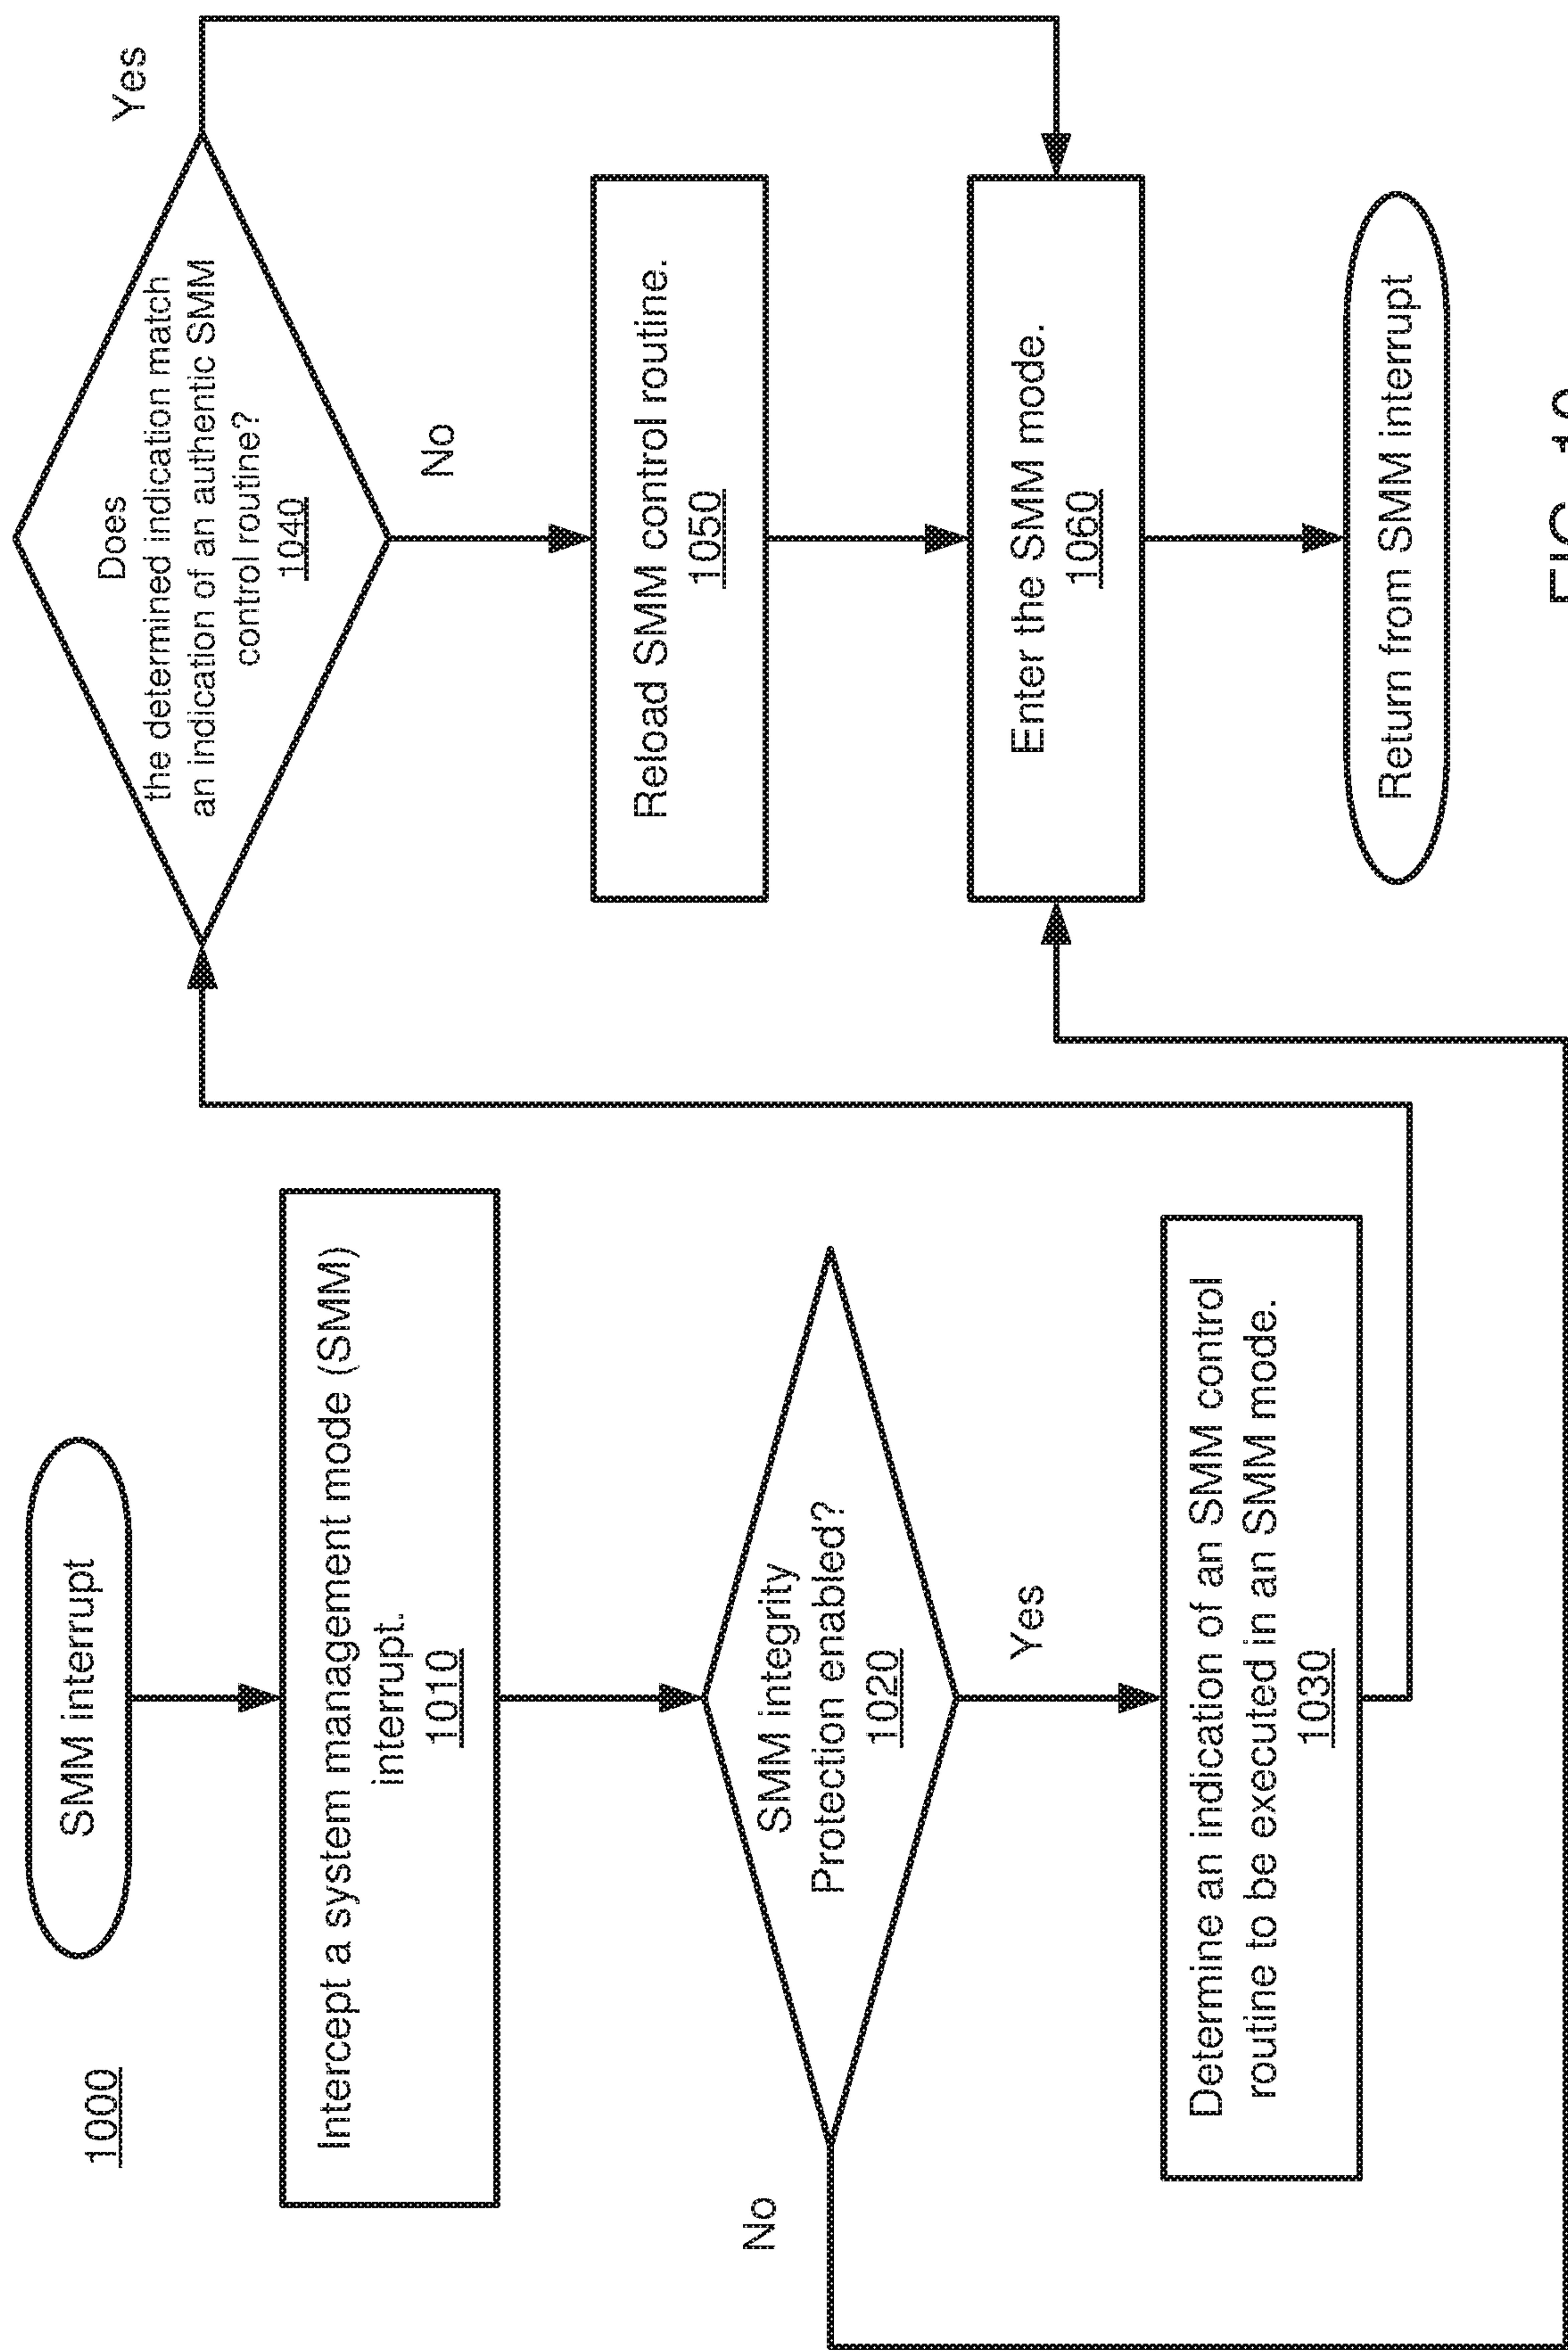 1000
SMM interrupt
Intercept a system management mode (SMM)
interrupt.
1010
SMM integrity
Protection enabled?
1020
No
Yes
Determine an indication of an SMM control
routine to be executed in an SMM mode.
1030
Does
the determined indication match
an indication of an authentic SMM
control routine?
1040
Yes
No
Reload SMM control routine.
1050
Enter the SMM mode.
1060
Return from SMM interrupt
FIG.